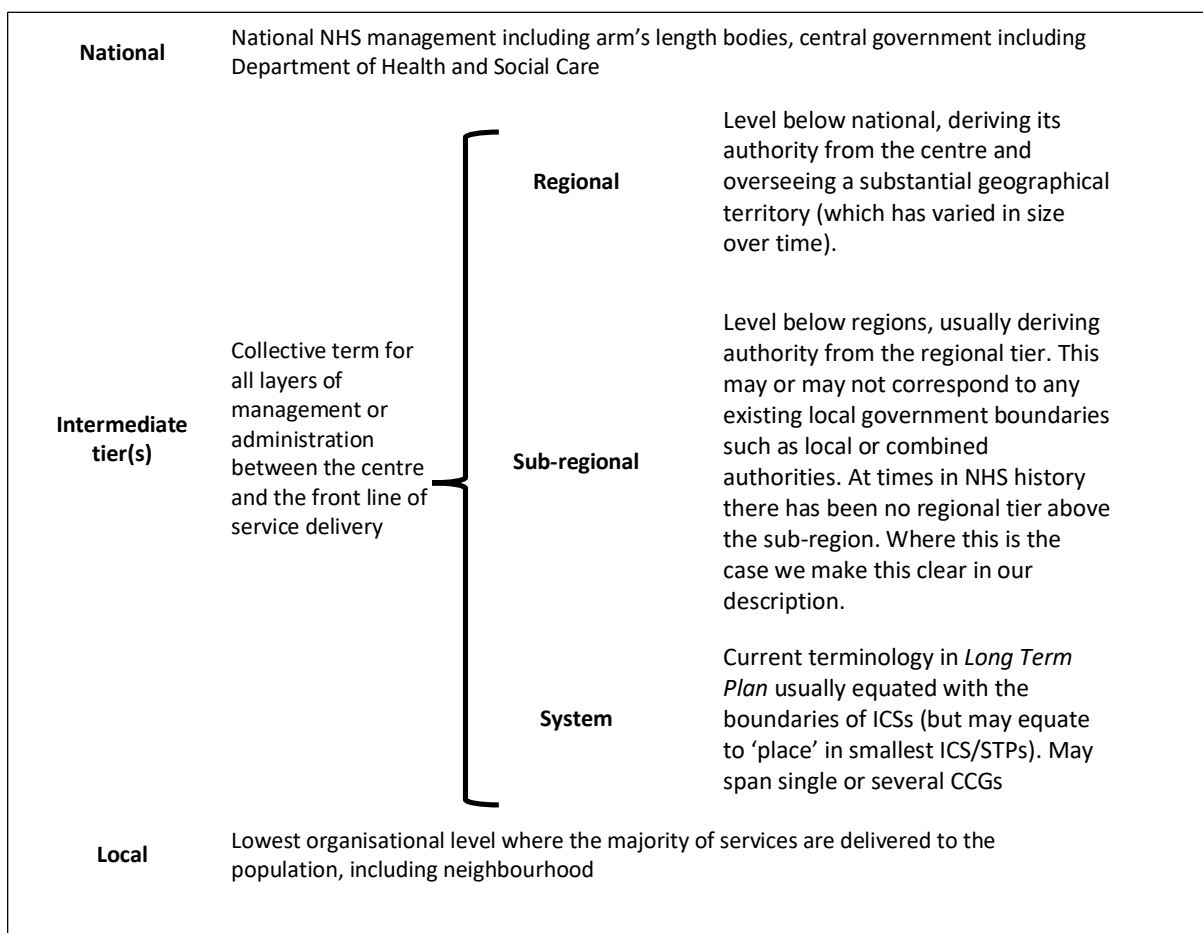 National
National NHS management including arm's length bodies, central government including
Department of Health and Social Care
Intermediate
tier(s)
Collective term for
all layers of
management or
administration
between the centre
and the front line of
service delivery
Regional
Level below national, deriving its
authority from the centre and
overseeing a substantial geographical
territory (which has varied in size
over time).
Sub-regional
Level below regions, usually deriving
authority from the regional tier. This
may or may not correspond to any
existing local government boundaries
such as local or combined
authorities. At times in NHS history
there has been no regional tier above
the sub-region. Where this is the
case we make this clear in our
description.
System
Current terminology in Long Term
Plan usually equated with the
boundaries of ICSs (but may equate
to ‘place’ in smallest ICS/STPs). May
span single or several CCGs
Local
Lowest organisational level where the majority of services are delivered to the
population, including neighbourhood